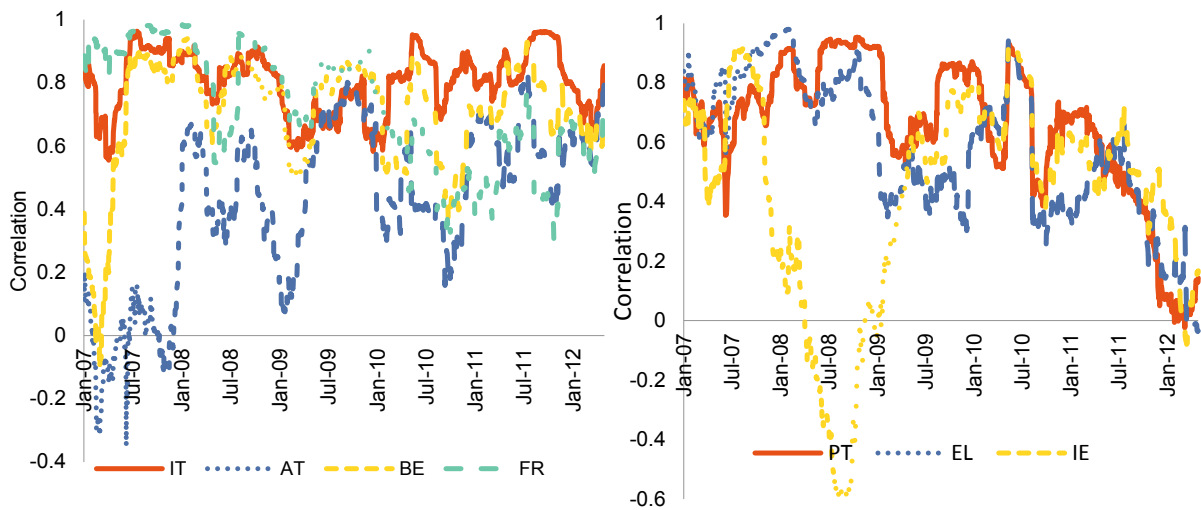 Correlation
1
0.8
0.6
0.4
0.2
0
-0.2
-0.4
Jan-07
Jul-07
Jan-08
Jul-08
Jan-09
Jul-09
Jan-10
Jul-10
Jan-11
Jul-11
Jan-12
IT AT BE FR
Correlation
1
0.8
0.6
0.4
0.2
0
-0.2
-0.4
-0.6
Jan-07
Jul-07
Jan-08
Jul-08
Jan-09
Jul-09
Jan-10
Jul-10
Jan-11
Jul-11
Jan-12
PT EL IE